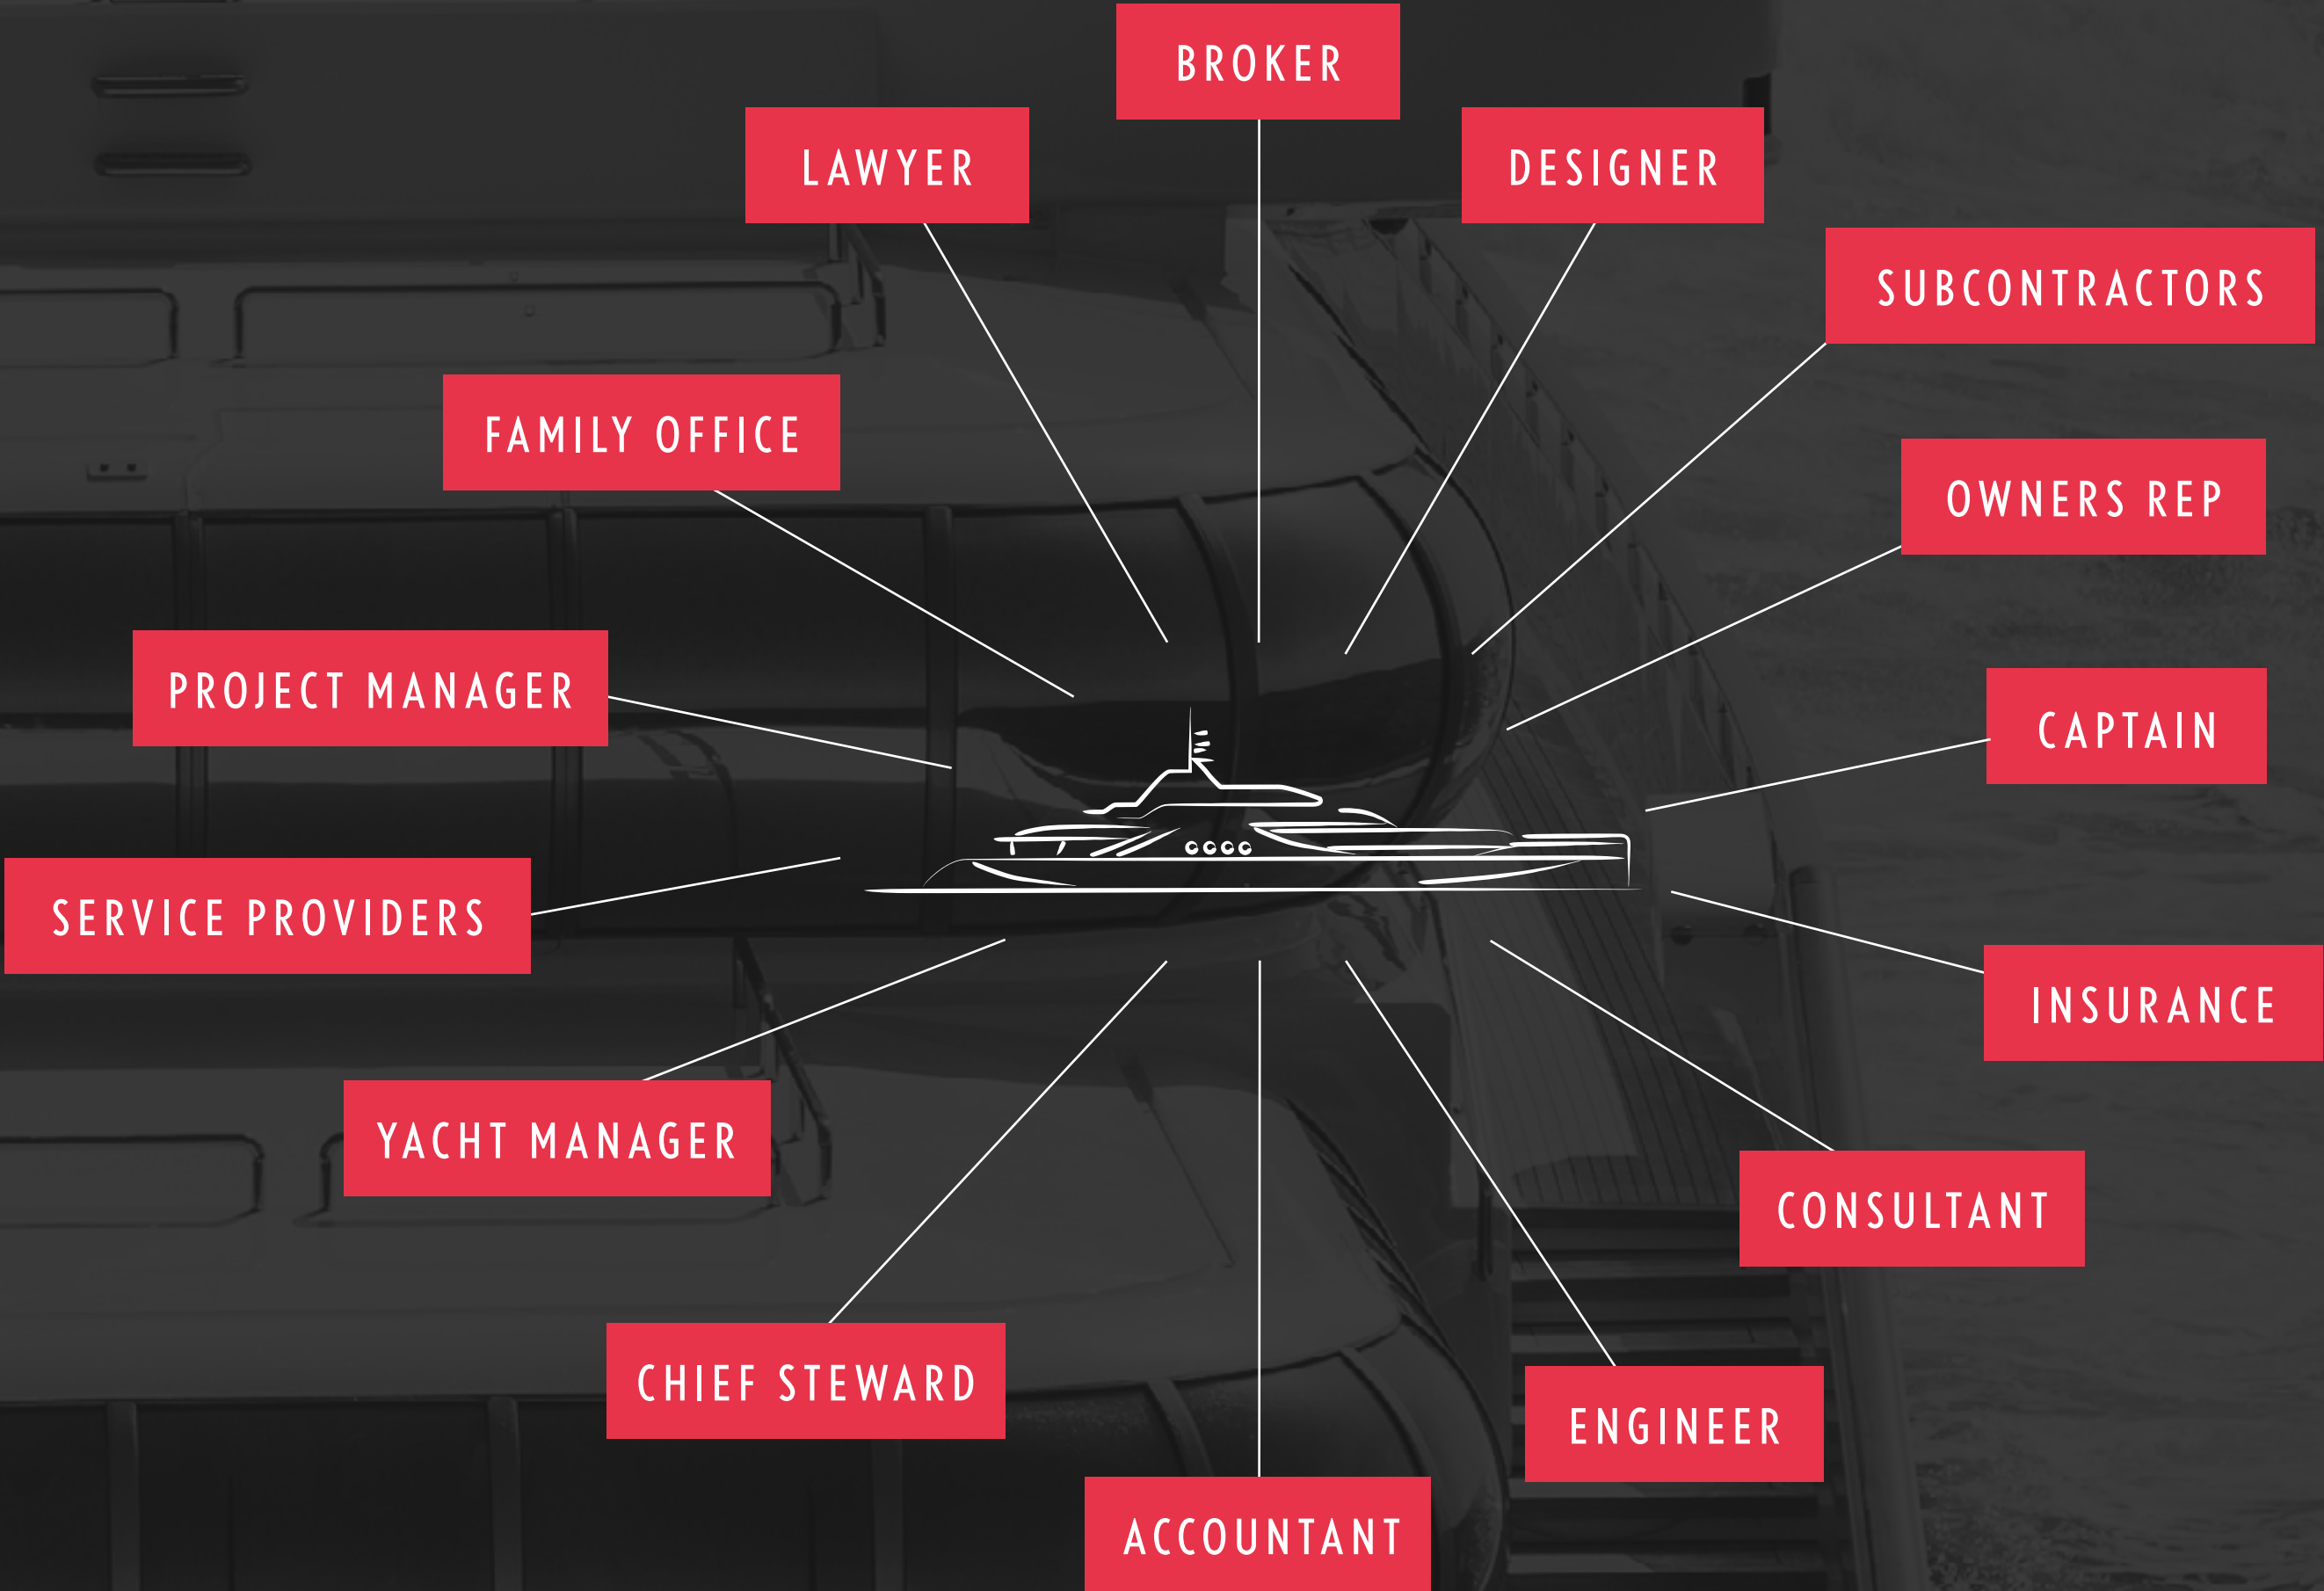 BROKER
LAWYER
DESIGNER
SUBCONTRACTORS
FAMILY OFFICE
OWNERS REP
PROJECT MANAGER
CAPTAIN
SERVICE PROVIDERS
INSURANCE
YACHT MANAGER
CONSULTANT
CHIEF STEWARD
ENGINEER
ACCOUNTANT